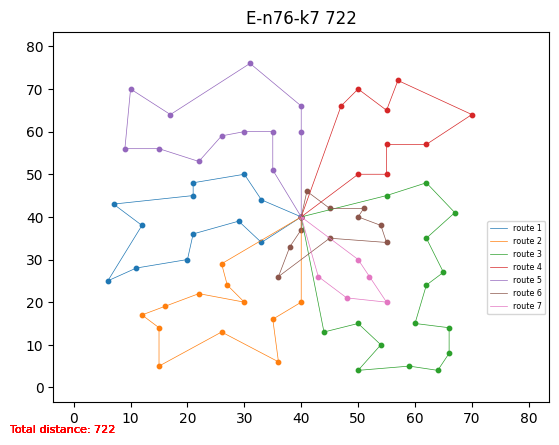 E-n76-k7 722
80
70
60
50
40
30
20
10
0
0 10 20 30 40 50 60 70 80
route 1
route 2
route 3
route 4
route 5
route 6
route 7
Total distance: 722